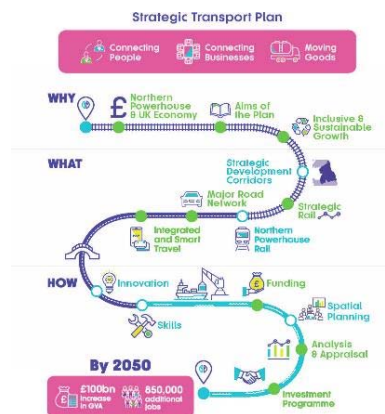 Strategic Transport Plan
Connecting
People
Connecting
Businesses
Moving
Goods
WHY
Northern
Powerhouse
& UK Economy
Aims of
the Plan
Inclusive &
Sustainable
Growth
WHAT
Strategic
Development
Corridors
Major Road
Network
Strategic
Rail
Integrated
and Smart
Travel
Northern
Powerhouse
Rail
HOW
Innovation
Funding
Skills
Spatial
Planning
Analysis
& Appraisal
By 2050
£100bn
increase
in GVA
850,000
additional
jobs
Investment
Programme